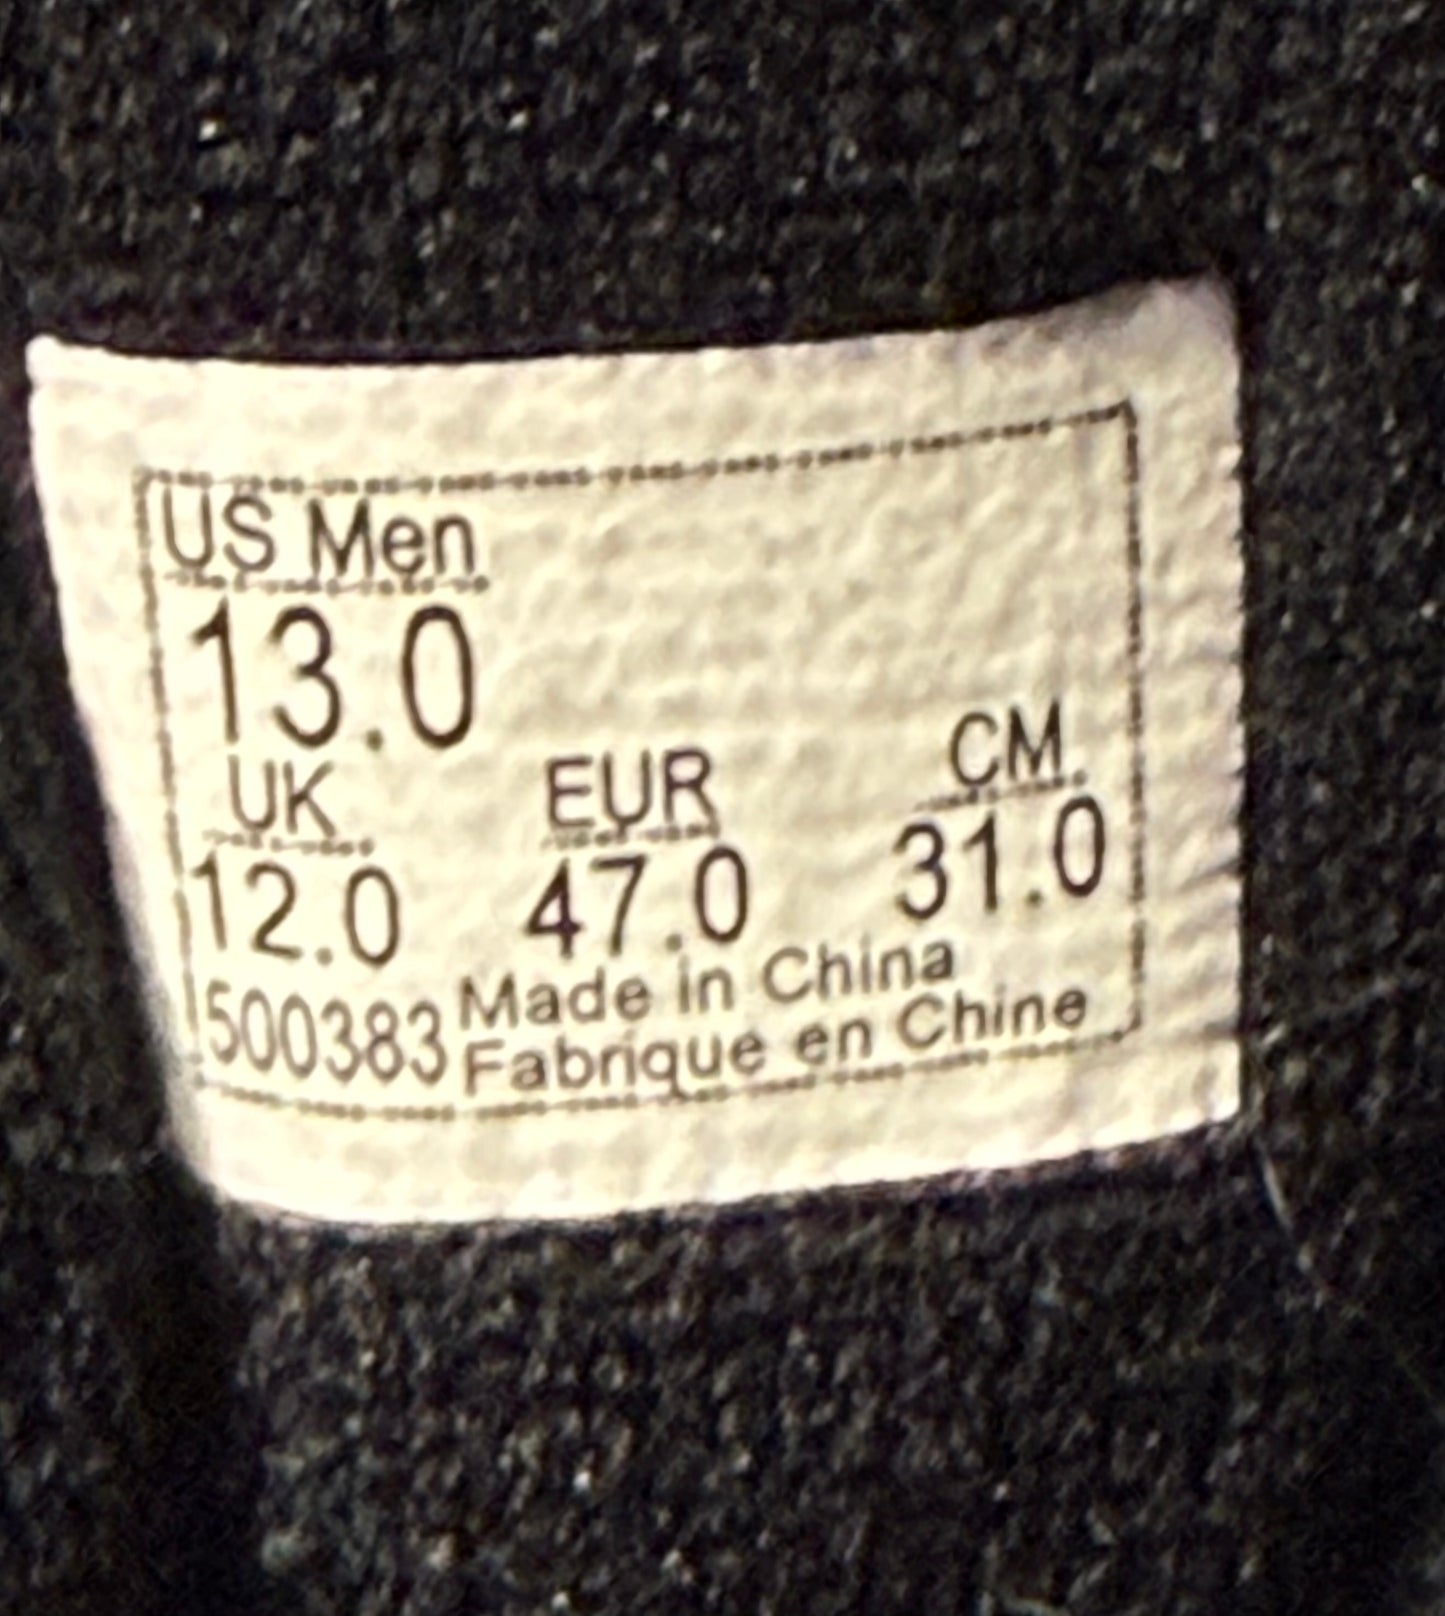 US Men
13.0
UK EUR CM
12.0 47.0 31.0
500383 Made in China
Fabriqué en Chine